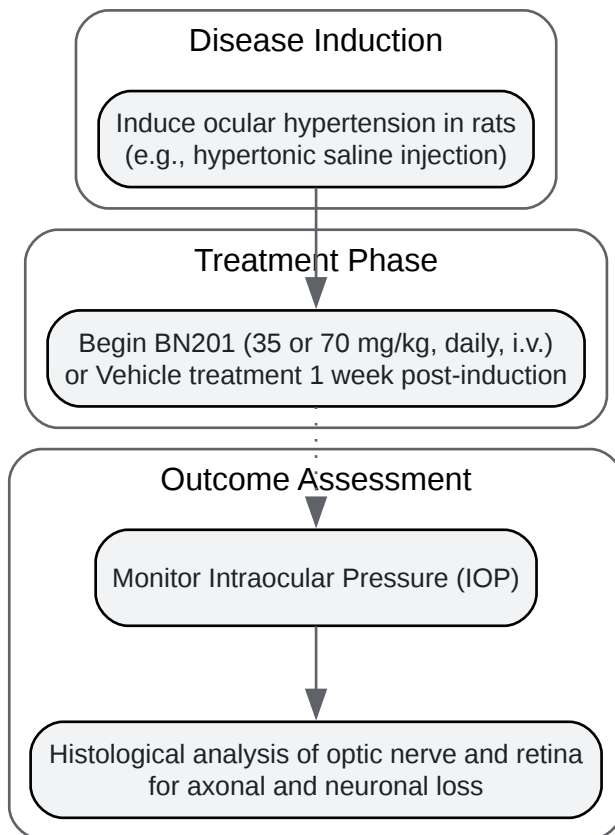 Disease Induction
Induce ocular hypertension in rats
(e.g., hypertonic saline injection)
Treatment Phase
Begin BN201 (35 or 70 mg/kg, daily, i.v.)
or Vehicle treatment 1 week post-induction
Outcome Assessment
Monitor Intraocular Pressure (IOP)
Histological analysis of optic nerve and retina
for axonal and neuronal loss